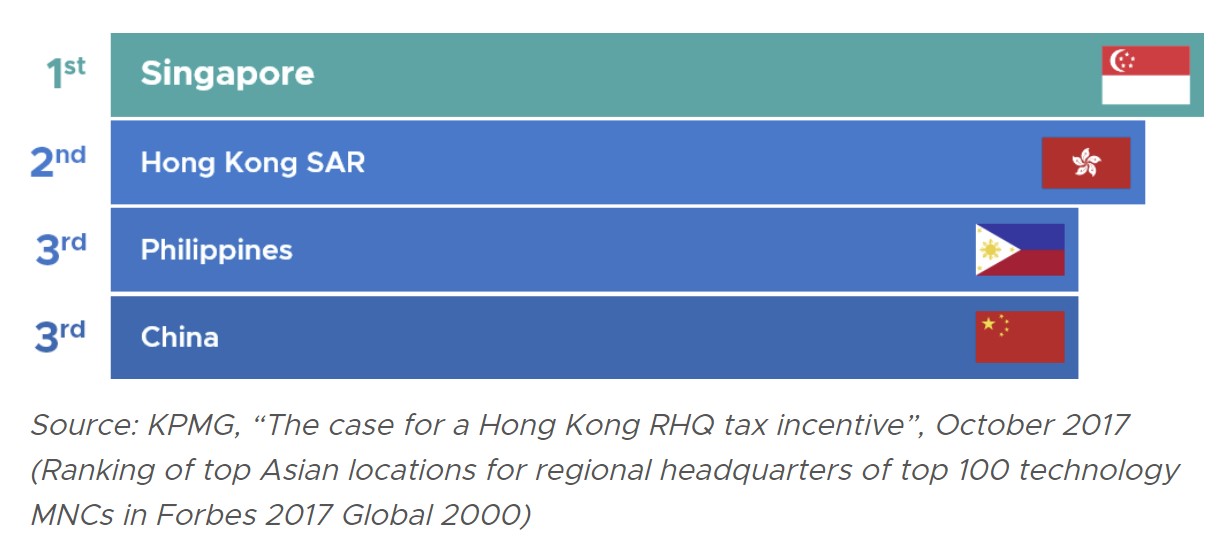 1st Singapore
2nd Hong Kong SAR
3rd Philippines
3rd China
Source: KPMG, “The case for a Hong Kong RHQ tax incentive”, October 2017
(Ranking of top Asian locations for regional headquarters of top 100 technology
MNCs in Forbes 2017 Global 2000)